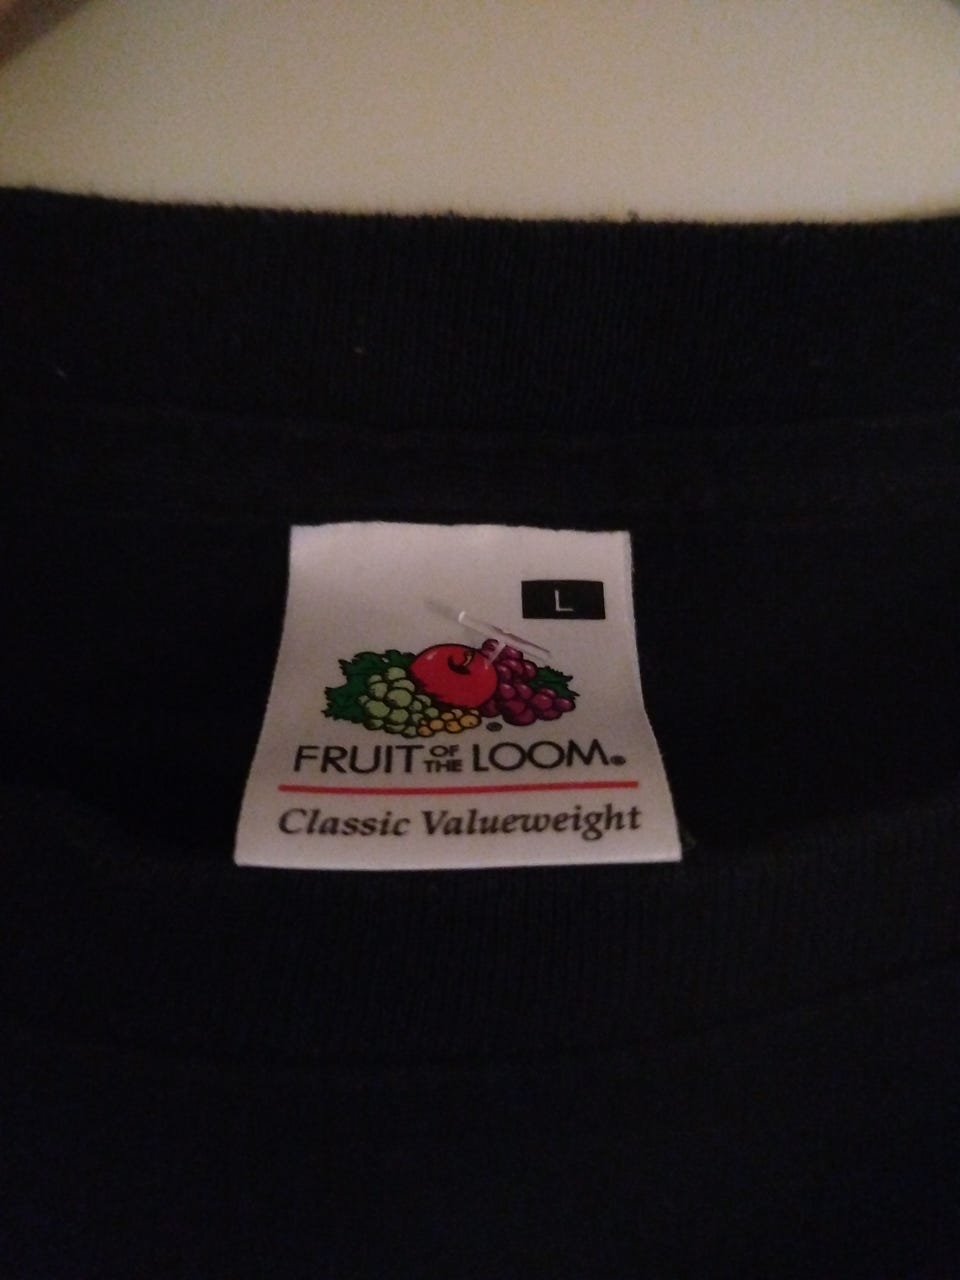 L
FRUIT OF THE LOOM®
Classic Valueweight